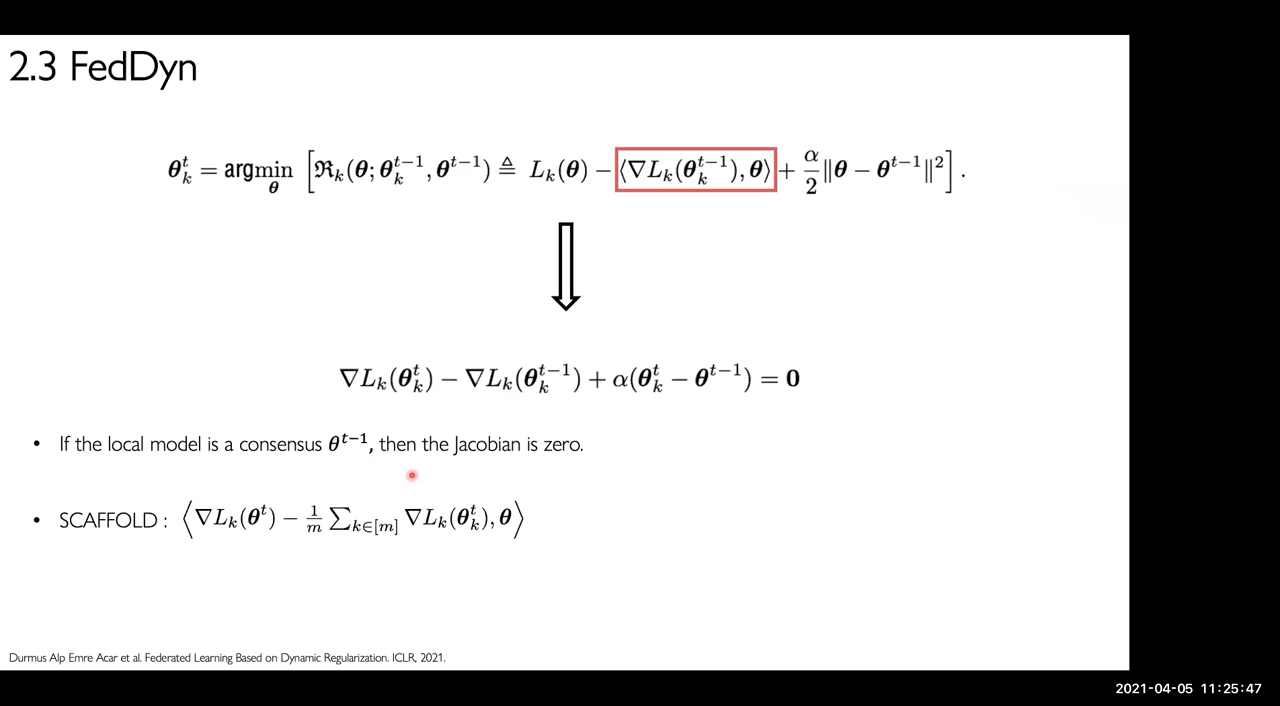 2.3 FedDyn
θ_k^t = argmin_θ [ ℜ_k(θ; θ_k^{t−1}, θ^{t−1}) ≜ L_k(θ) − ⟨∇L_k(θ_k^{t−1}), θ⟩ + α/2 ‖θ − θ^{t−1}‖² ] .
∇L_k(θ_k^t) − ∇L_k(θ_k^{t−1}) + α(θ_k^t − θ^{t−1}) = 0
• If the local model is a consensus θ^{t−1}, then the Jacobian is zero.
• SCAFFOLD : ⟨∇L_k(θ^t) − 1/m ∑_{k∈[m]} ∇L_k(θ_k^t), θ⟩
Durmus Alp Emre Acar et al. Federated Learning Based on Dynamic Regularization. ICLR, 2021.
2021-04-05 11:25:47